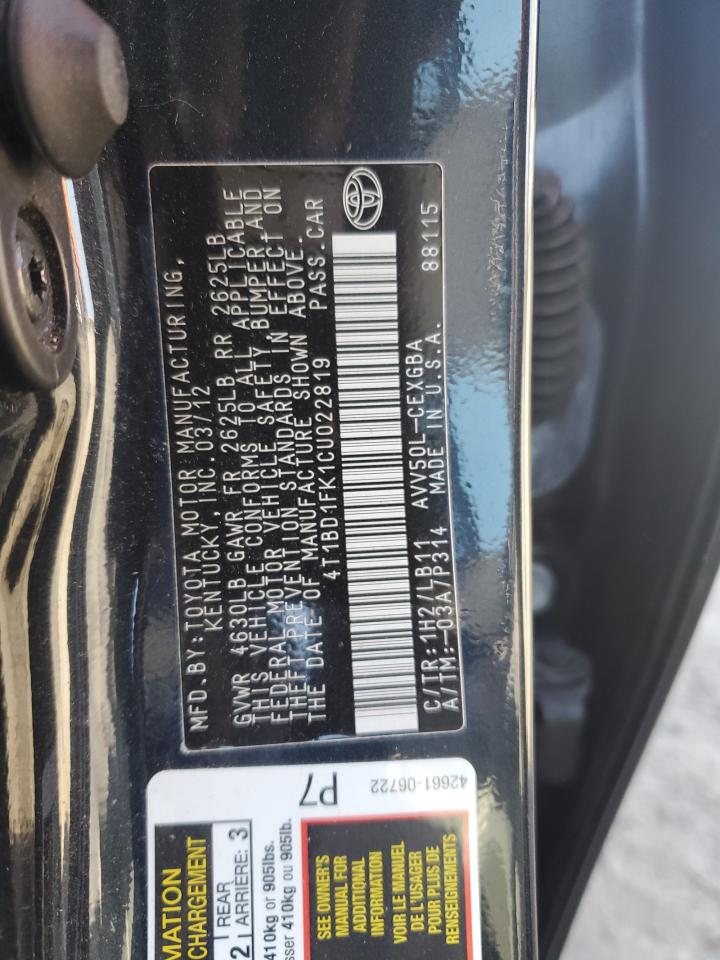 MFD.BY:TOYOTA MOTOR MANUFACTURING,
KENTUCKY,INC. 03/12
GVWR 4630LB GAWR FR 2625LB RR 2625LB
THIS VEHICLE CONFORMS TO ALL APPLICABLE
FEDERAL MOTOR VEHICLE SAFETY BUMPER,AND
THEFT PREVENTION STANDARDS IN EFFECT ON
THE DATE OF MANUFACTURE SHOWN ABOVE.
4T1BD1FK1CU022819 PASS.CAR
C/TR:1H2/LB11 AVV50L-CEXGBA
A/TM:-03A/P314 MADE IN U.S.A. 88115
P7
42661-06722
MATION
CHARGEMENT
2 REAR 3
ARRIÈRE:
410kg or 905lbs.
sser 410kg ou 905lb.
SEE OWNER'S
MANUAL FOR
ADDITIONAL
INFORMATION
VOIR LE MANUEL
DE L'USAGER
POUR PLUS DE
RENSEIGNEMENTS